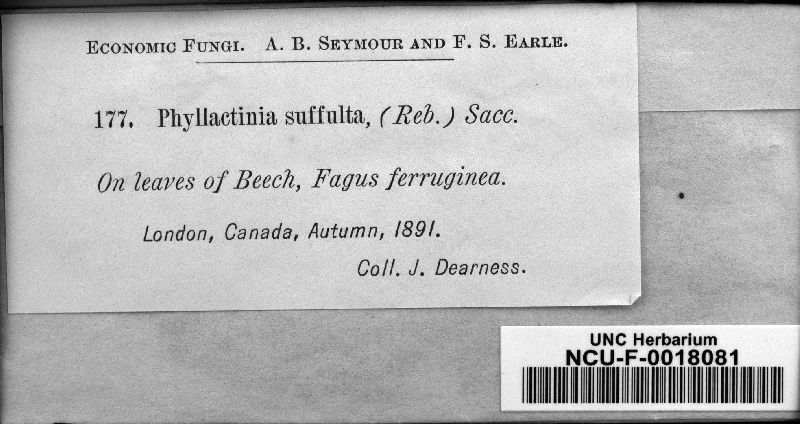 Economic Fungi. A. B. Seymour and F. S. Earle.
177. Phyllactinia suffulta, (Reb.) Sacc.
On leaves of Beech, Fagus ferruginea.
London, Canada, Autumn, 1891.
Coll. J. Dearness.
UNC Herbarium
NCU-F-0018081